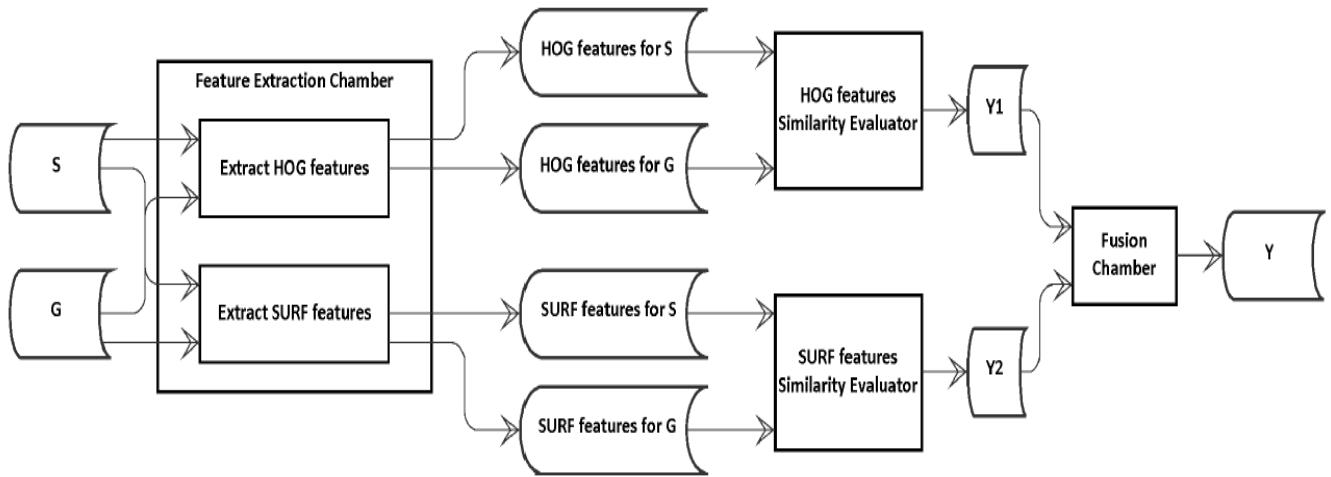 S
G
Feature Extraction Chamber
Extract HOG features
Extract SURF features
HOG features for S
HOG features for G
SURF features for S
SURF features for G
HOG features
Similarity Evaluator
SURF features
Similarity Evaluator
Y1
Y2
Fusion
Chamber
Y